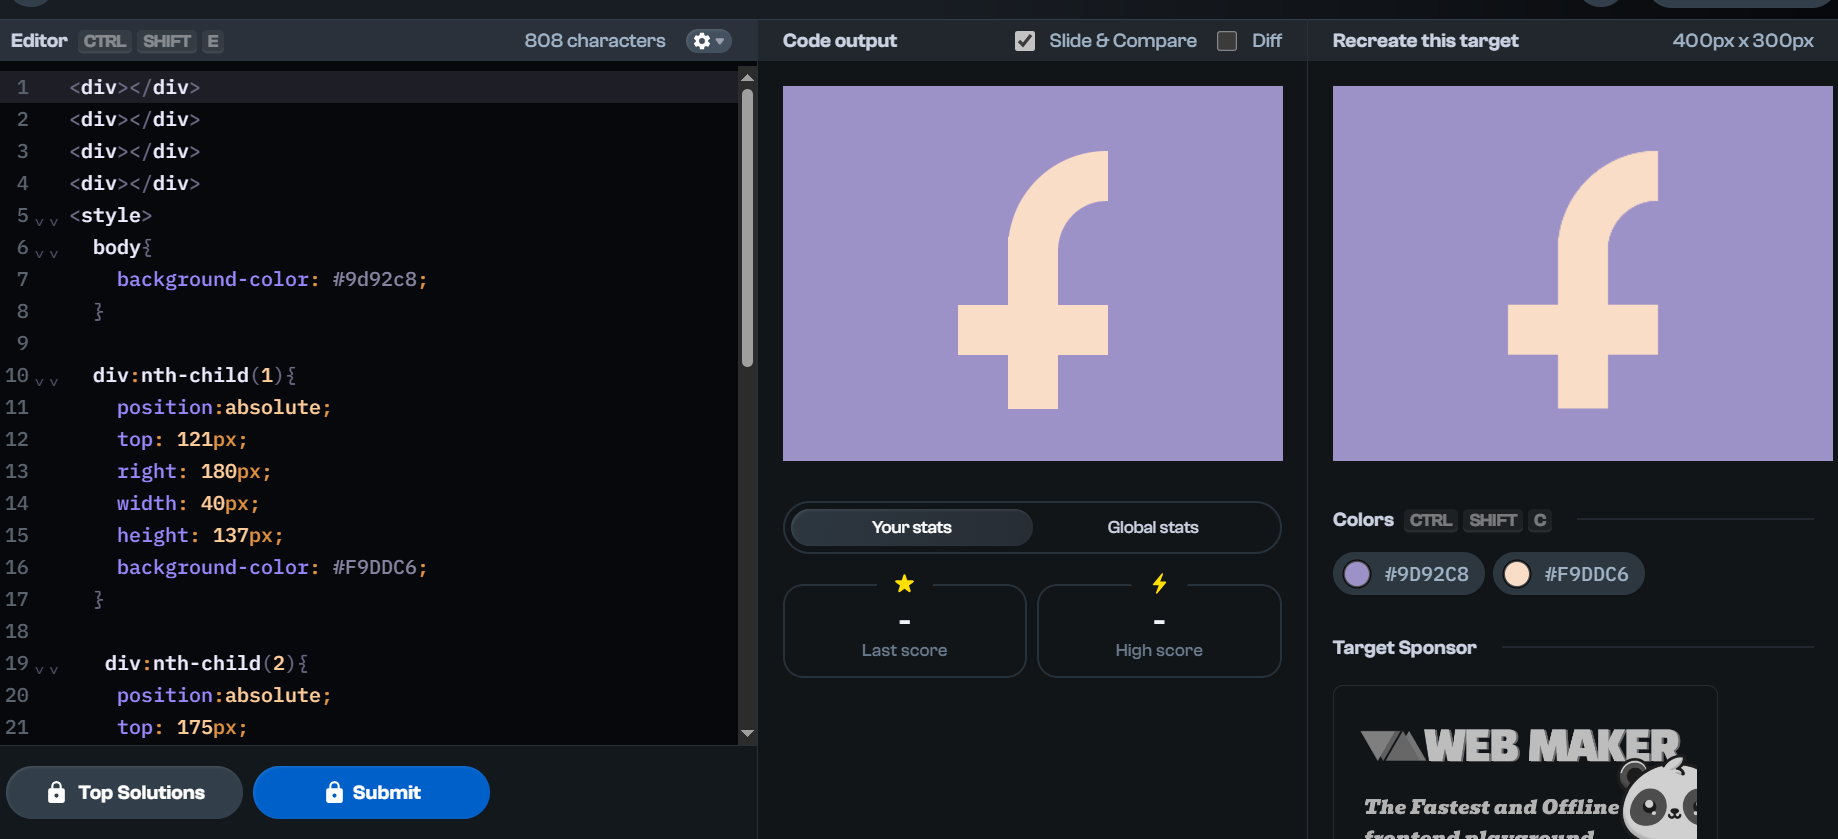 Editor CTRL SHIFT E 808 characters
1 <div></div>
2 <div></div>
3 <div></div>
4 <div></div>
5 <style>
6 body{
7 background-color: #9d92c8;
8 }
9
10 div:nth-child(1){
11 position:absolute;
12 top: 121px;
13 right: 180px;
14 width: 40px;
15 height: 137px;
16 background-color: #F9DDC6;
17 }
18
19 div:nth-child(2){
20 position:absolute;
21 top: 175px;
Top Solutions Submit
Code output Slide & Compare Diff
Your stats Global stats
- -
Last score High score
Recreate this target 400px x 300px
Colors CTRL SHIFT C
#9D92C8 #F9DDC6
Target Sponsor
WEB MAKER
The Fastest and Offline
frontend playground